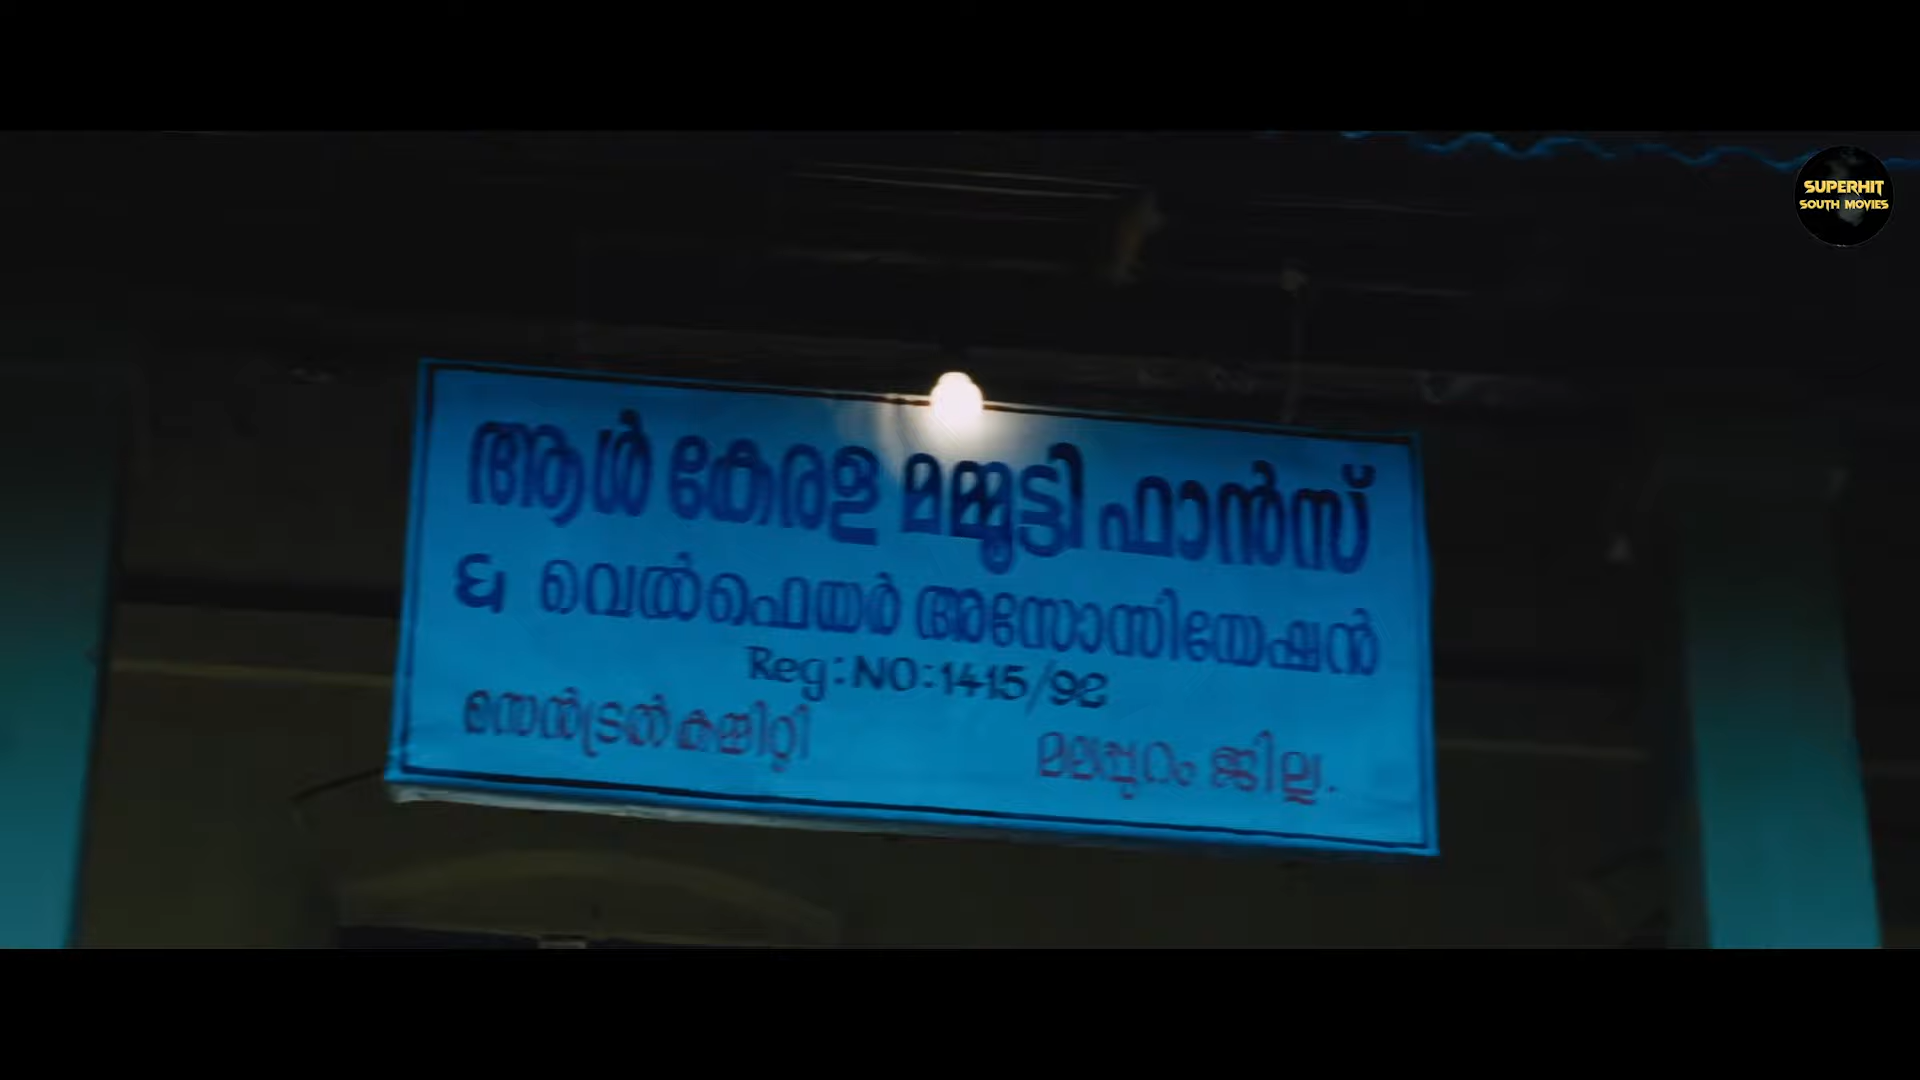 SUPERHIT
SOUTH MOVIES
ആൾ കേരള മമ്മൂട്ടി ഫാൻസ്
& വെൽഫെയർ അസോസിയേഷൻ
Reg:NO:1415/92
സെൻട്രൽ കമ്മിറ്റി മലപ്പുറം ജില്ല.